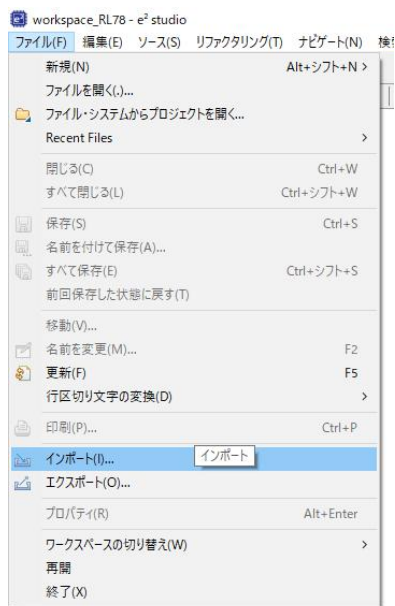 workspace_RL78 - e² studio
ファイル(F) 編集(E) ソース(S) リファクタリング(T) ナビゲート(N) 検
新規(N) Alt+シフト+N >
ファイルを開く(.)...
ファイル・システムからプロジェクトを開く...
Recent Files >
閉じる(C) Ctrl+W
すべて閉じる(L) Ctrl+シフト+W
保存(S) Ctrl+S
名前を付けて保存(A)...
すべて保存(E) Ctrl+シフト+S
前回保存した状態に戻す(T)
移動(V)...
名前を変更(M)... F2
更新(F) F5
行区切り文字の変換(D) >
印刷(P)... Ctrl+P
インポート(I)... インポート
エクスポート(O)...
プロパティ(R) Alt+Enter
ワークスペースの切り替え(W) >
再開
終了(X)